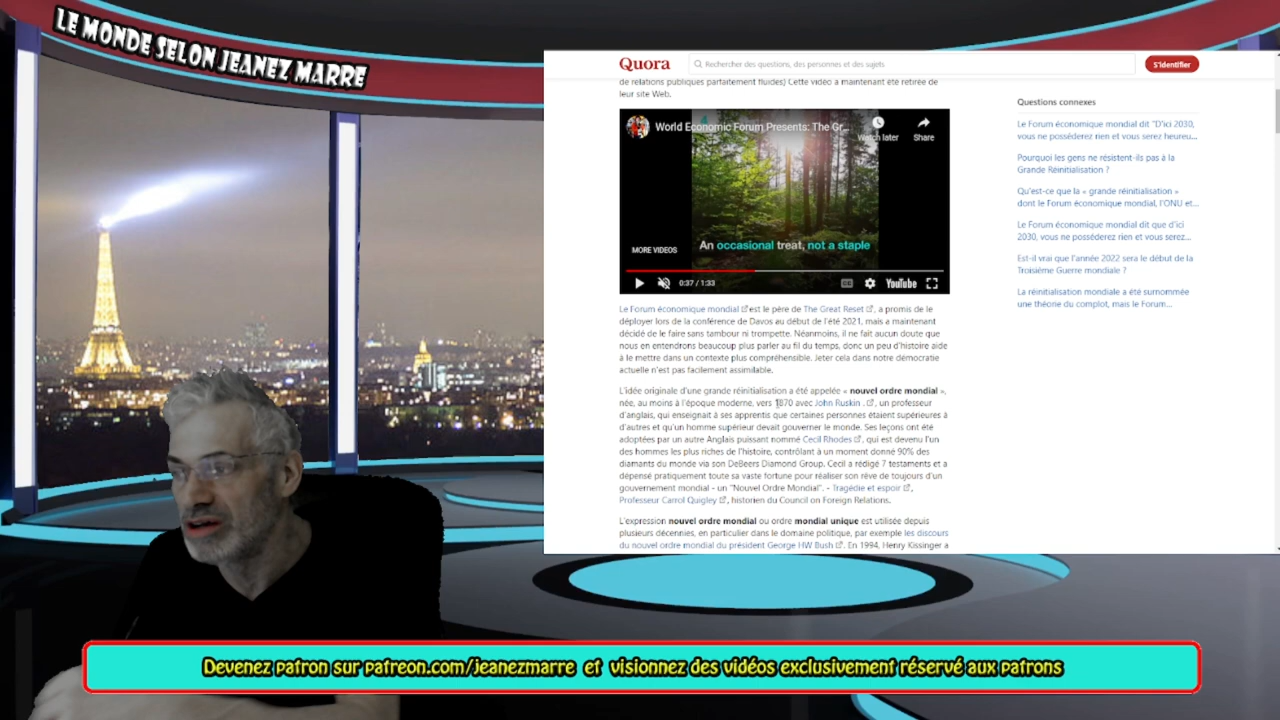 LE MONDE SELON JEANEZ MARRE
Quora
Rechercher des questions, des personnes et des sujets
S'identifier
de relations publiques parfaitement fluides) Cette vidéo a maintenant été retirée de
leur site Web.
World Economic Forum Presents: The Gr...
Watch later
Share
An occasional treat, not a staple
MORE VIDEOS
0:37 / 1:33
CC
YouTube
Le Forum économique mondial est le père de The Great Reset , a promis de le
déployer lors de la conférence de Davos au début de l'été 2021, mais a maintenant
décidé de le faire sans tambour ni trompette. Néanmoins, il ne fait aucun doute que
nous en entendrons beaucoup plus parler au fil du temps, donc un peu d'histoire aide
à le mettre dans un contexte plus compréhensible. Jeter cela dans notre démocratie
actuelle n'est pas facilement assimilable.
L'idée originale d'une grande réinitialisation a été appelée « nouvel ordre mondial »,
née, au moins à l'époque moderne, vers 1870 avec John Ruskin . , un professeur
d'anglais, qui enseignait à ses apprentis que certaines personnes étaient supérieures à
d'autres et qu'un homme supérieur devait gouverner le monde. Ses leçons ont été
adoptées par un autre Anglais puissant nommé Cecil Rhodes , qui est devenu l'un
des hommes les plus riches de l'histoire, contrôlant à un moment donné 90% des
diamants du monde via son DeBeers Diamond Group. Cecil a rédigé 7 testaments et a
dépensé pratiquement toute sa vaste fortune pour réaliser son rêve de toujours d'un
gouvernement mondial - un "Nouvel Ordre Mondial". - Tragédie et espoir ,
Professeur Carrol Quigley , historien du Council on Foreign Relations.
L'expression nouvel ordre mondial ou ordre mondial unique est utilisée depuis
plusieurs décennies, en particulier dans le domaine politique, par exemple les discours
du nouvel ordre mondial du président George HW Bush . En 1994, Henry Kissinger a
Questions connexes
Le Forum économique mondial dit "D'ici 2030,
vous ne posséderez rien et vous serez heureu...
Pourquoi les gens ne résistent-ils pas à la
Grande Réinitialisation ?
Qu'est-ce que la « grande réinitialisation »
dont le Forum économique mondial, l'ONU et...
Le Forum économique mondial dit que d'ici
2030, vous ne posséderez rien et vous serez...
Est-il vrai que l'année 2022 sera le début de la
Troisième Guerre mondiale ?
La réinitialisation mondiale a été surnommée
une théorie du complot, mais le Forum...
Devenez patron sur patreon.com/jeanezmarre et visionnez des vidéos exclusivement réservé aux patrons